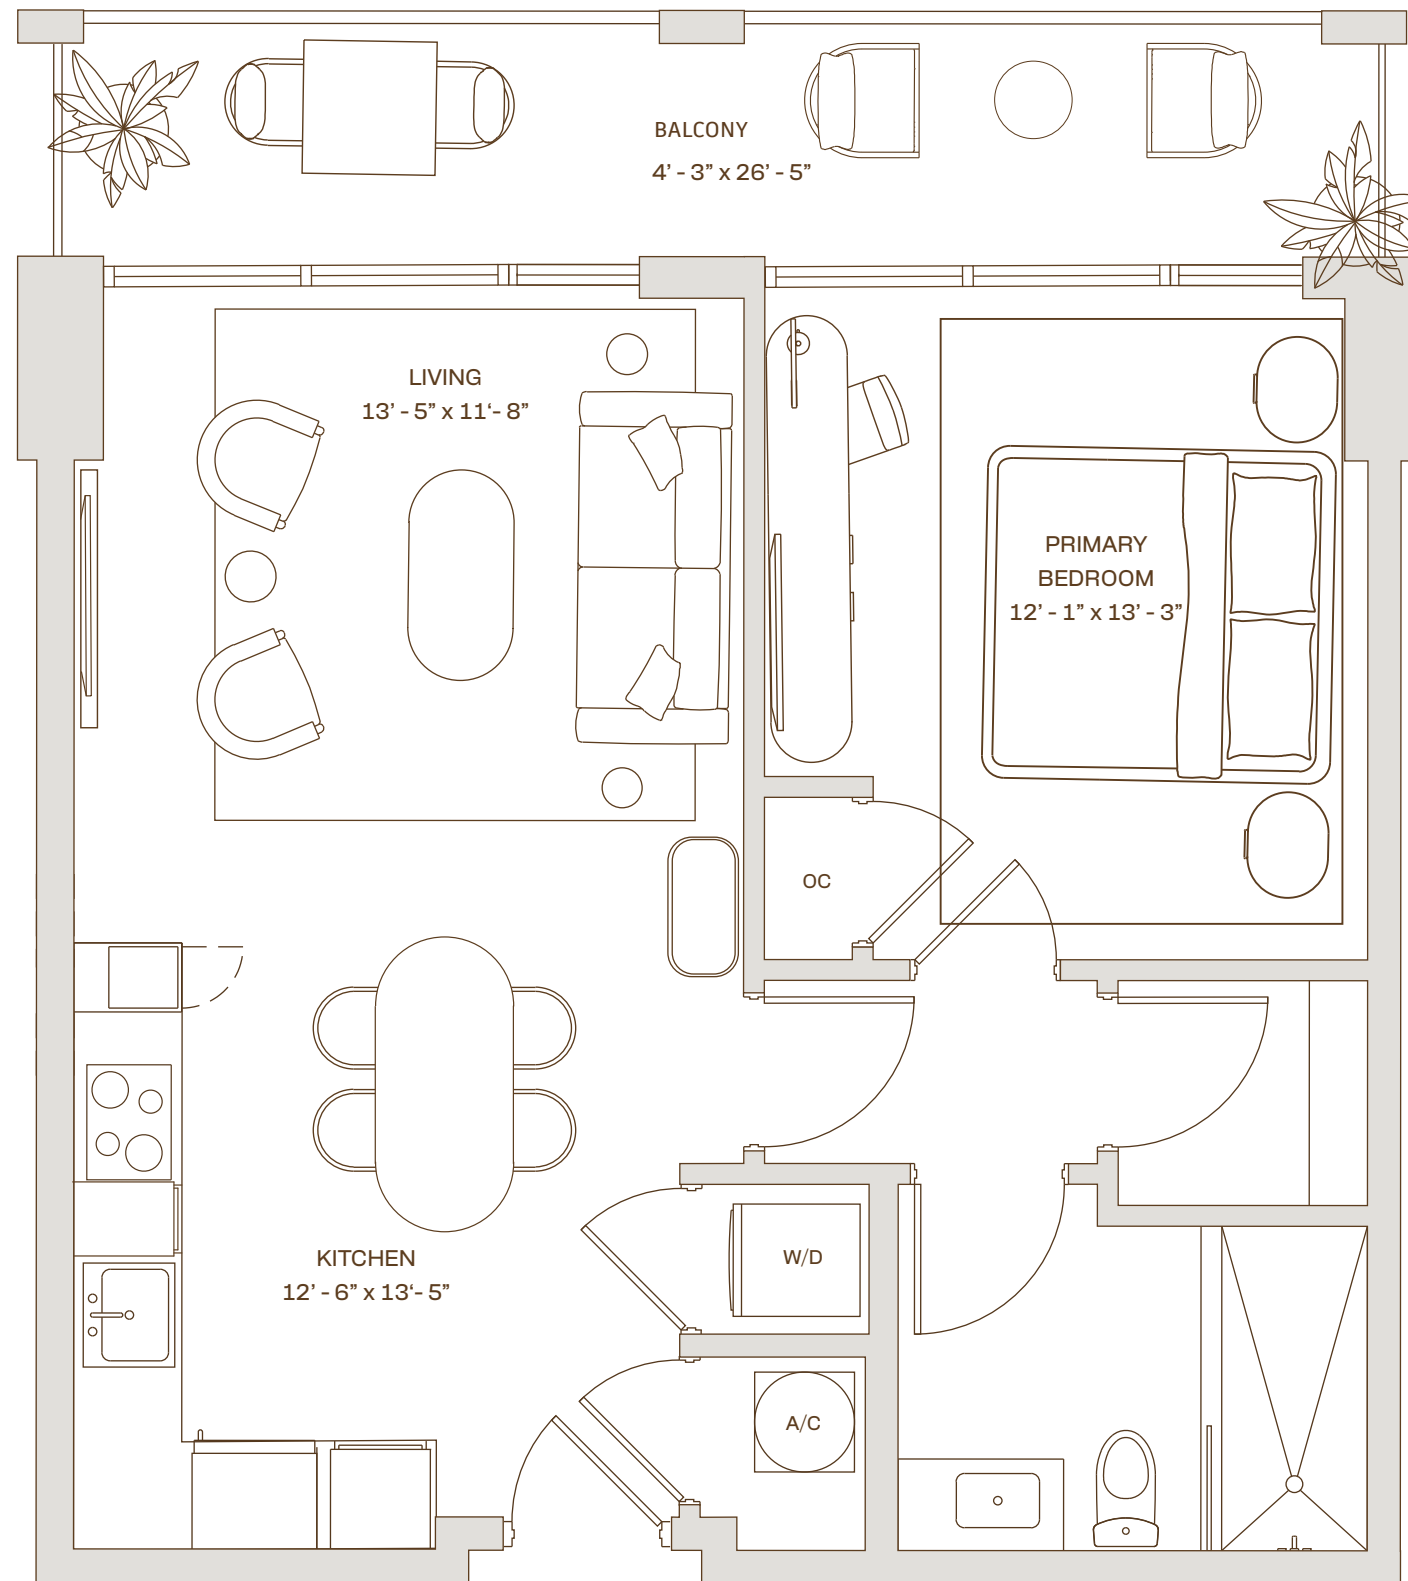 BALCONY
4’ - 3” x 26’ - 5”
LIVING
13’ - 5” x 11‘- 8”
PRIMARY
BEDROOM
12’ - 1” x 13’ - 3”
OC
KITCHEN
12’ - 6” x 13‘- 5”
W/D
A/C